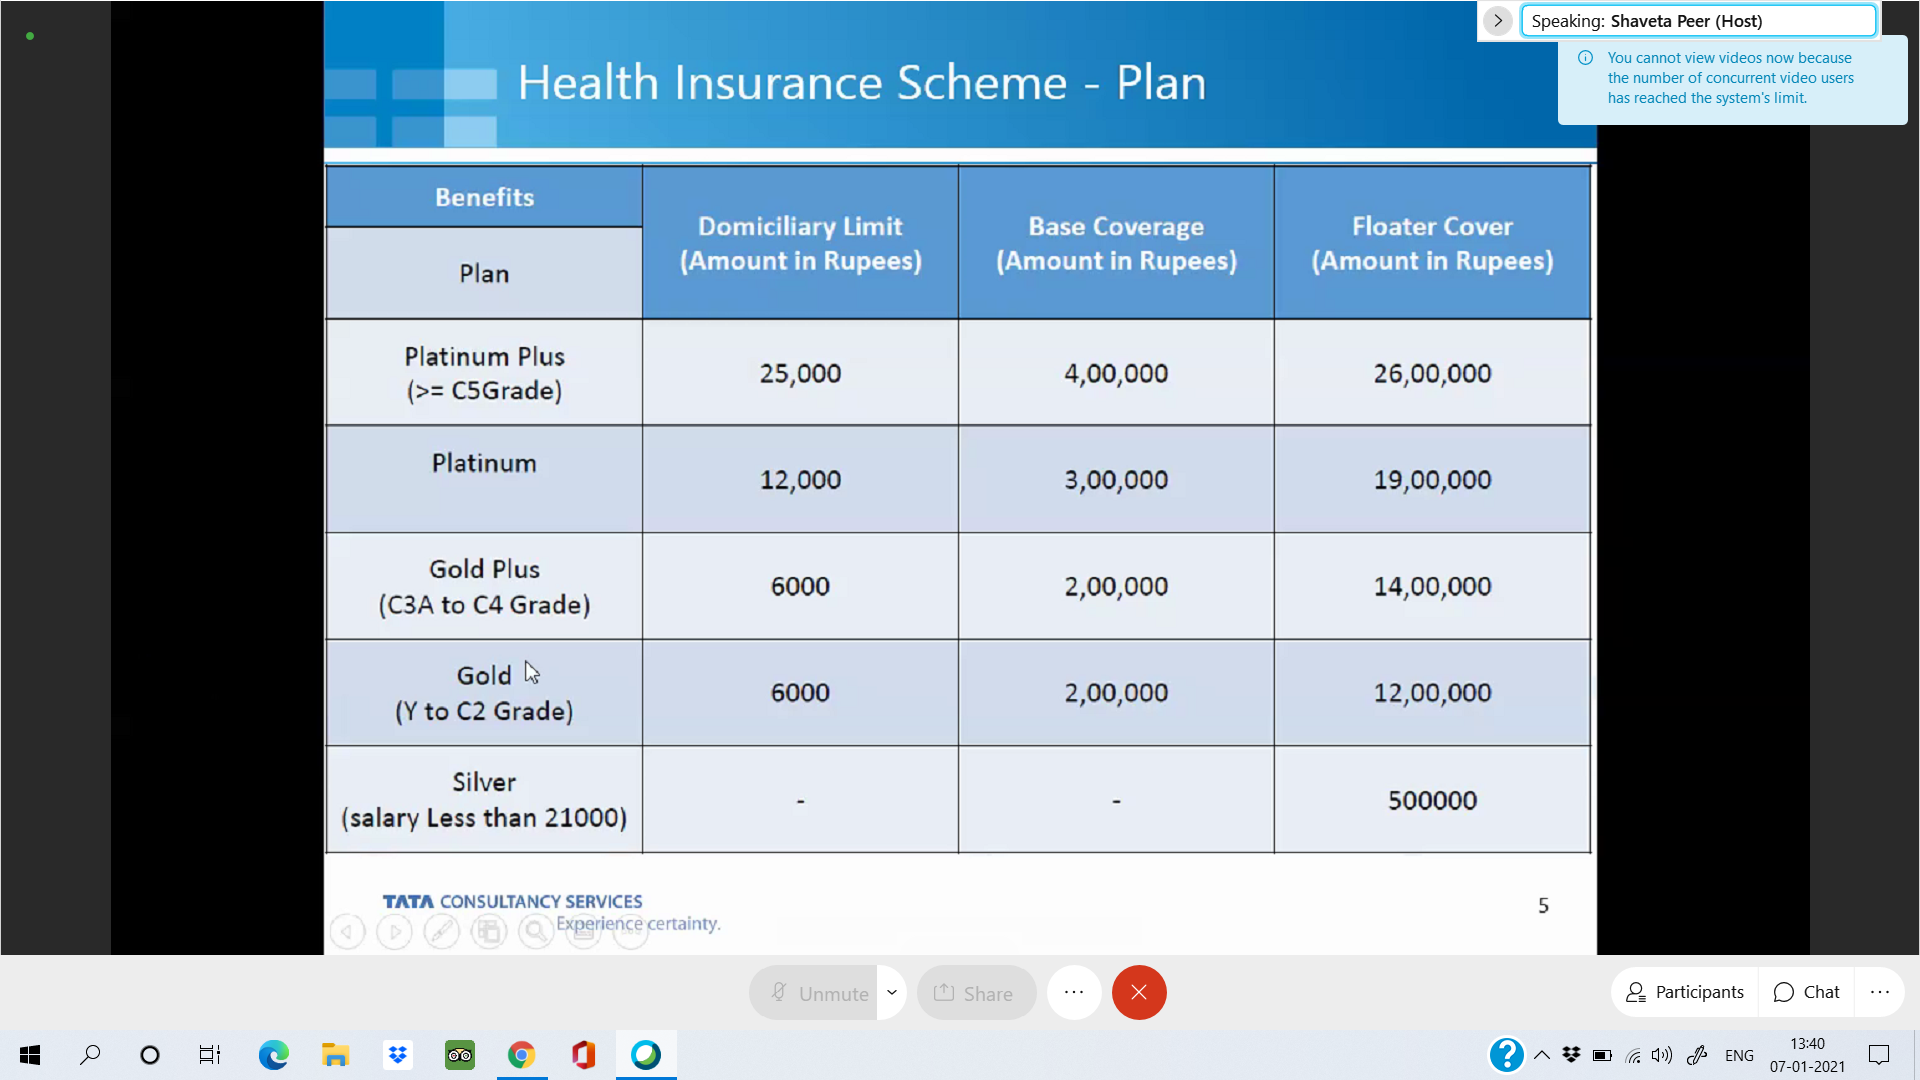 Speaking: Shaveta Peer (Host)
You cannot view videos now because
the number of concurrent video users
has reached the system's limit.
Health Insurance Scheme - Plan
Benefits
Plan
Domiciliary Limit
(Amount in Rupees)
Base Coverage
(Amount in Rupees)
Floater Cover
(Amount in Rupees)
Platinum Plus
(>= C5Grade)
25,000
4,00,000
26,00,000
Platinum
12,000
3,00,000
19,00,000
Gold Plus
(C3A to C4 Grade)
6000
2,00,000
14,00,000
Gold
(Y to C2 Grade)
6000
2,00,000
12,00,000
Silver
(salary Less than 21000)
-
-
500000
TATA CONSULTANCY SERVICES
Experience certainty.
5
Unmute
Share
Participants
Chat
ENG
13:40
07-01-2021